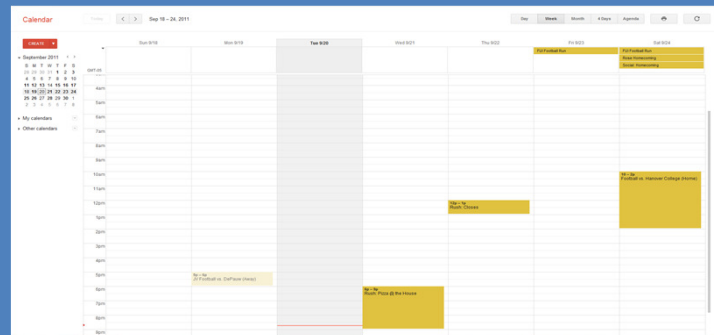 Calendar
Today
Sep 18 – 24, 2011
Day
Week
Month
4 Days
Agenda
CREATE
September 2011
S M T W T F S
28 29 30 31 1 2 3
4 5 6 7 8 9 10
11 12 13 14 15 16 17
18 19 20 21 22 23 24
25 26 27 28 29 30 1
2 3 4 5 6 7 8
My calendars
Other calendars
Sun 9/18
Mon 9/19
Tue 9/20
Wed 9/21
Thu 9/22
Fri 9/23
Sat 9/24
Fiji Football Run
Fiji Football Run
Rose Homecoming
Homecoming
4am
5am
6am
7am
8am
9am
10am
11am
12pm
1pm
2pm
3pm
4pm
5pm
6pm
7pm
8pm
9pm
Football vs. Hanover College (Home)
Rush Closes
JV Football vs. DePauw (Away)
Rush: Pizza @ the House